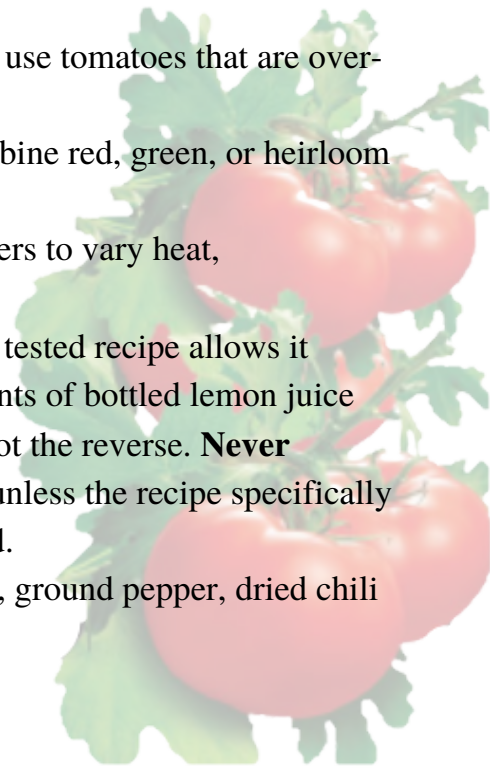 use tomatoes that are over-
bine red, green, or heirloom
ers to vary heat,
tested recipe allows it
nts of bottled lemon juice
ot the reverse. Never
unless the recipe specifically
d.
, ground pepper, dried chili